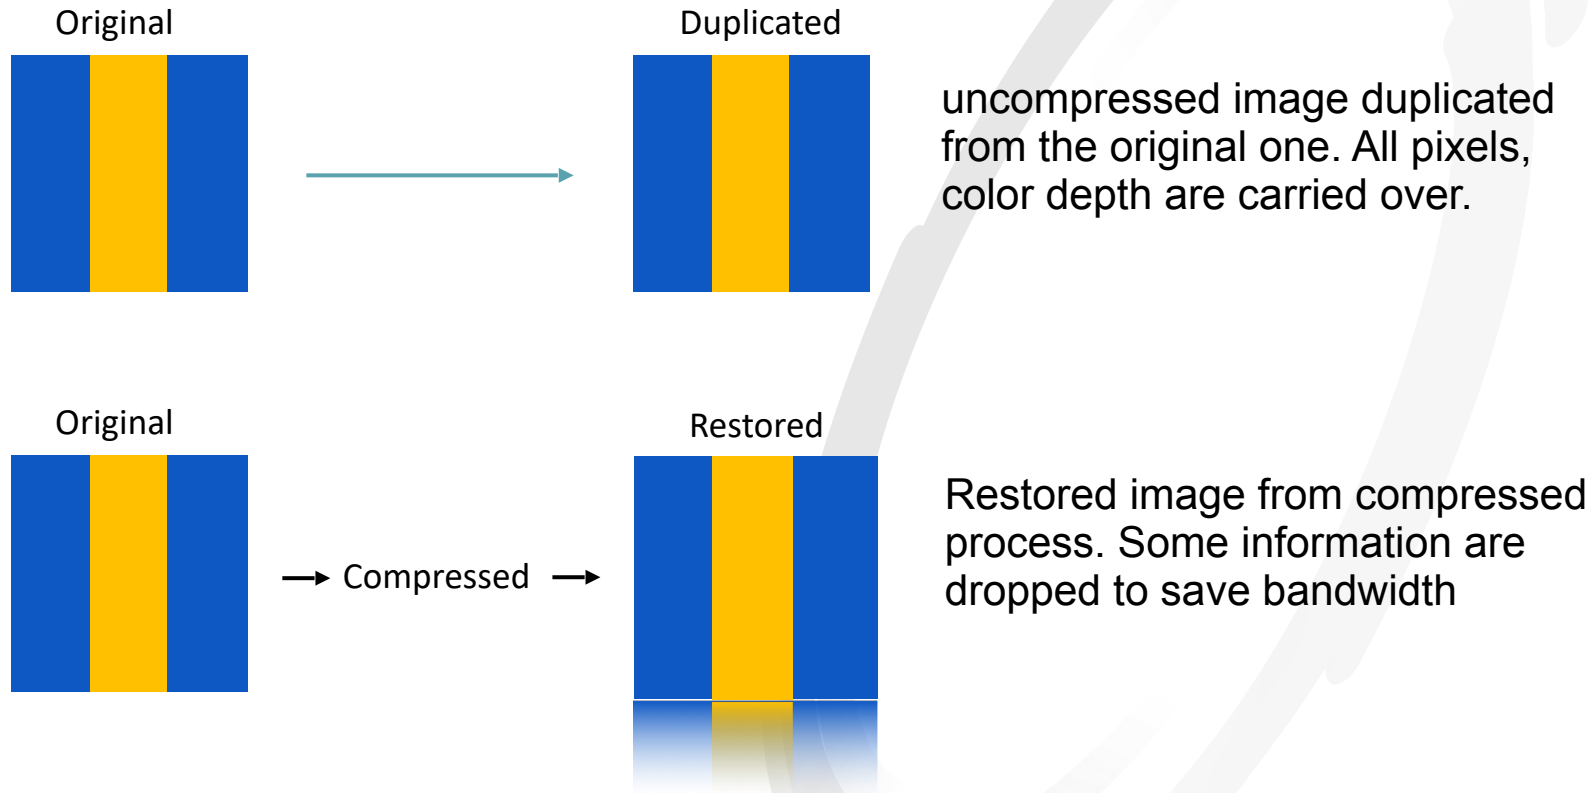 Original
Duplicated
uncompressed image duplicated
from the original one. All pixels,
color depth are carried over.
Original
Restored
Compressed
Restored image from compressed
process. Some information are
dropped to save bandwidth